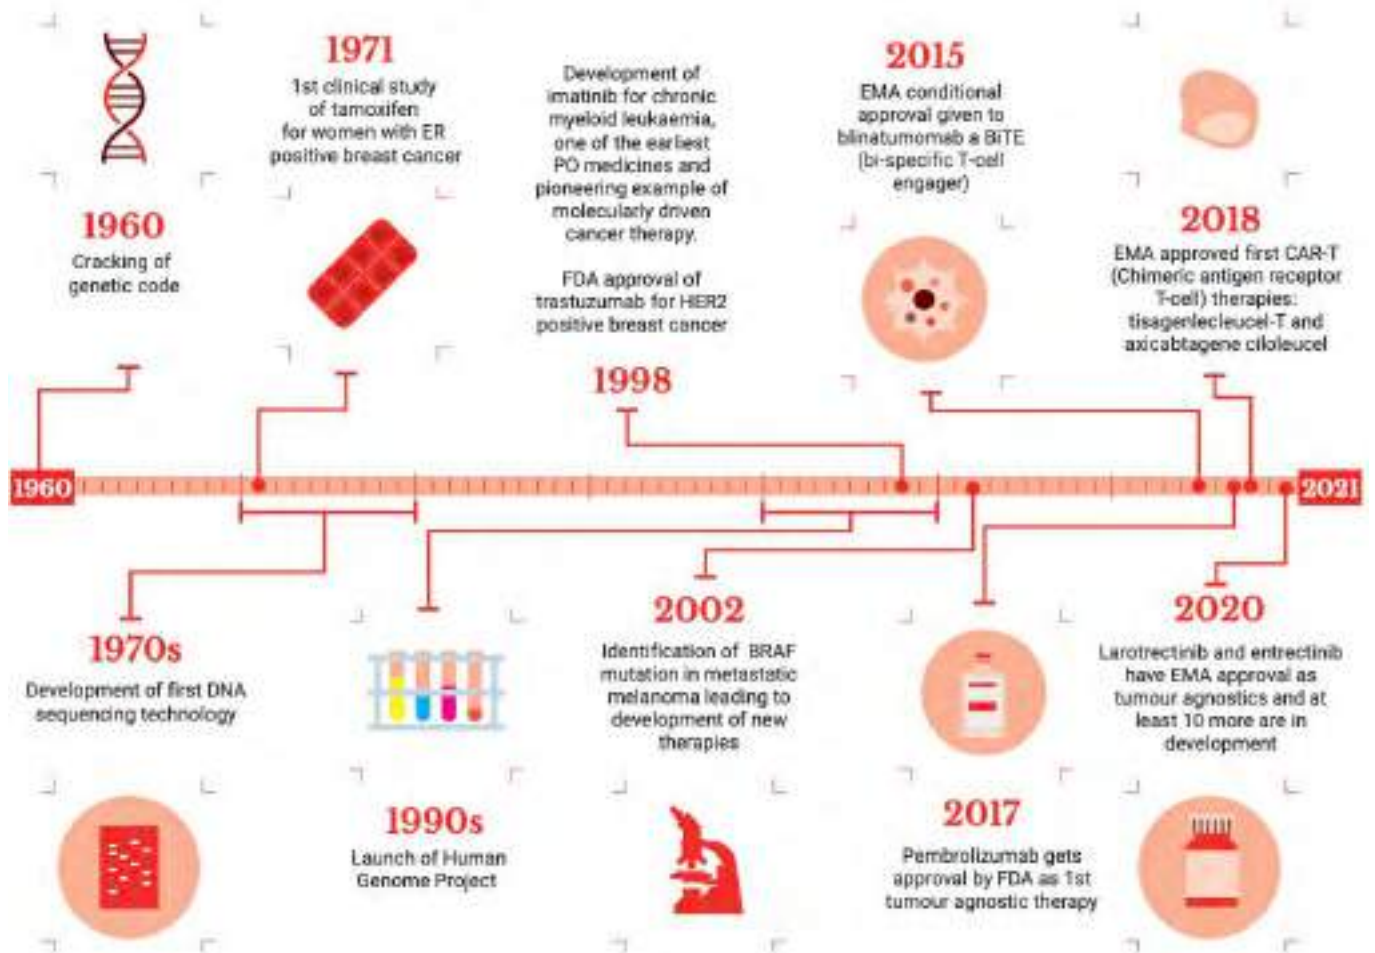 1960
Cracking of
genetic code
1971
1st clinical study
of tamoxifen
for women with ER
positive breast cancer
Development of
imatinib for chronic
myeloid leukaemia,
one of the earliest
PO medicines and
pioneering example of
molecularly driven
cancer therapy.
FDA approval of
trastuzumab for HER2
positive breast cancer
1998
2015
EMA conditional
approval given to
blinatumomab a BiTE
(bi-specific T-cell
engager)
2018
EMA approved first CAR-T
(Chimeric antigen receptor
T-cell) therapies:
tisagenlecleucel-T and
axicabtagene ciloleucel
1960
2021
1970s
Development of first DNA
sequencing technology
1990s
Launch of Human
Genome Project
2002
Identification of BRAF
mutation in metastatic
melanoma leading to
development of new
therapies
2017
Pembrolizumab gets
approval by FDA as 1st
tumour agnostic therapy
2020
Larotrectinib and entrectinib
have EMA approval as
tumour agnostics and at
least 10 more are in
development